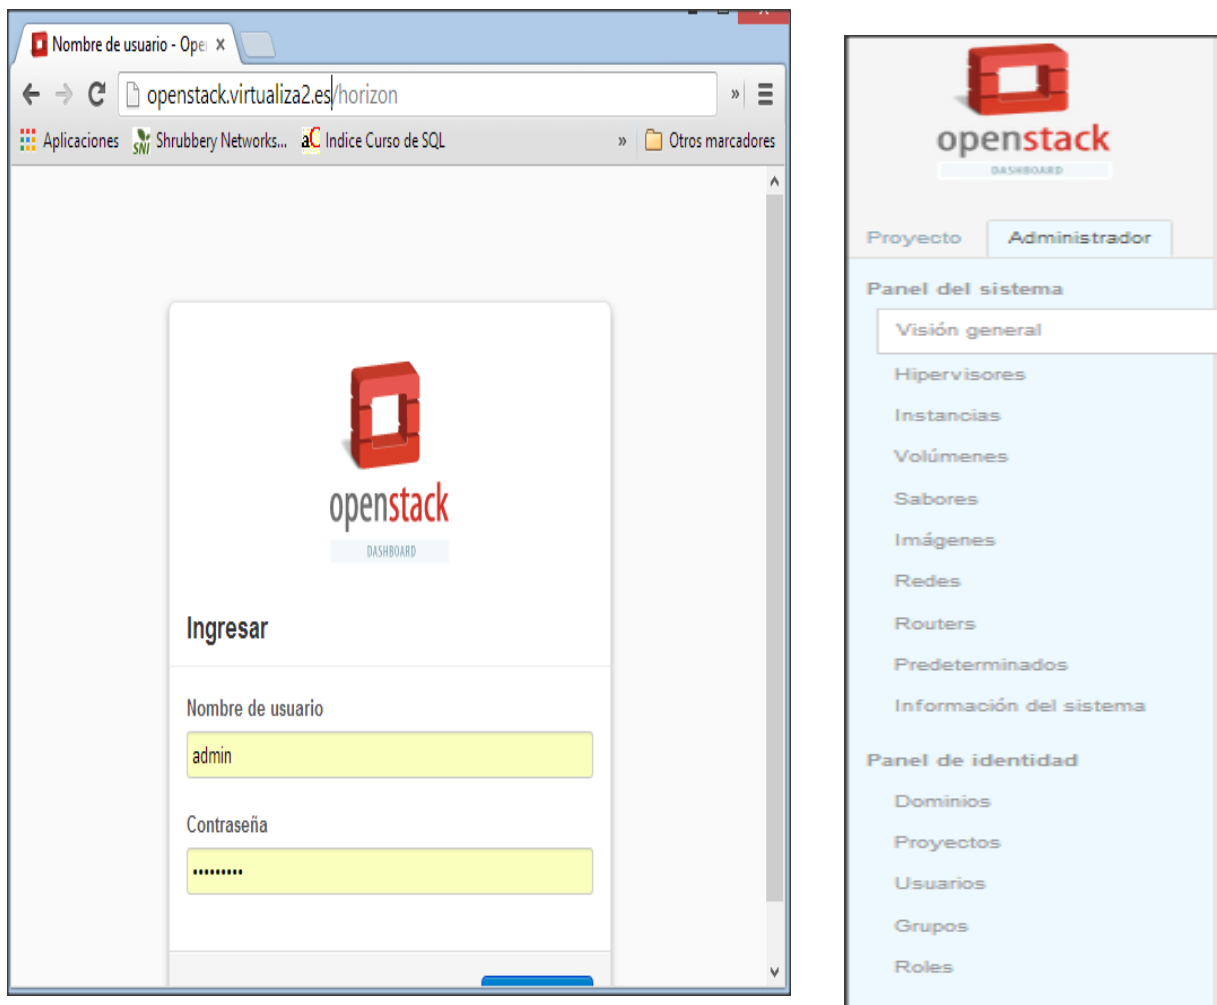 Nombre de usuario - Ope
openstack.virtualiza2.es/horizon
»
Aplicaciones SNi Shrubbery Networks... aC Indice Curso de SQL » Otros marcadores
openstack
DASHBOARD
Ingresar
Nombre de usuario
admin
Contraseña
•••••••••
openstack
DASHBOARD
Proyecto Administrador
Panel del sistema
Visión general
Hipervisores
Instancias
Volúmenes
Sabores
Imágenes
Redes
Routers
Predeterminados
Información del sistema
Panel de identidad
Dominios
Proyectos
Usuarios
Grupos
Roles